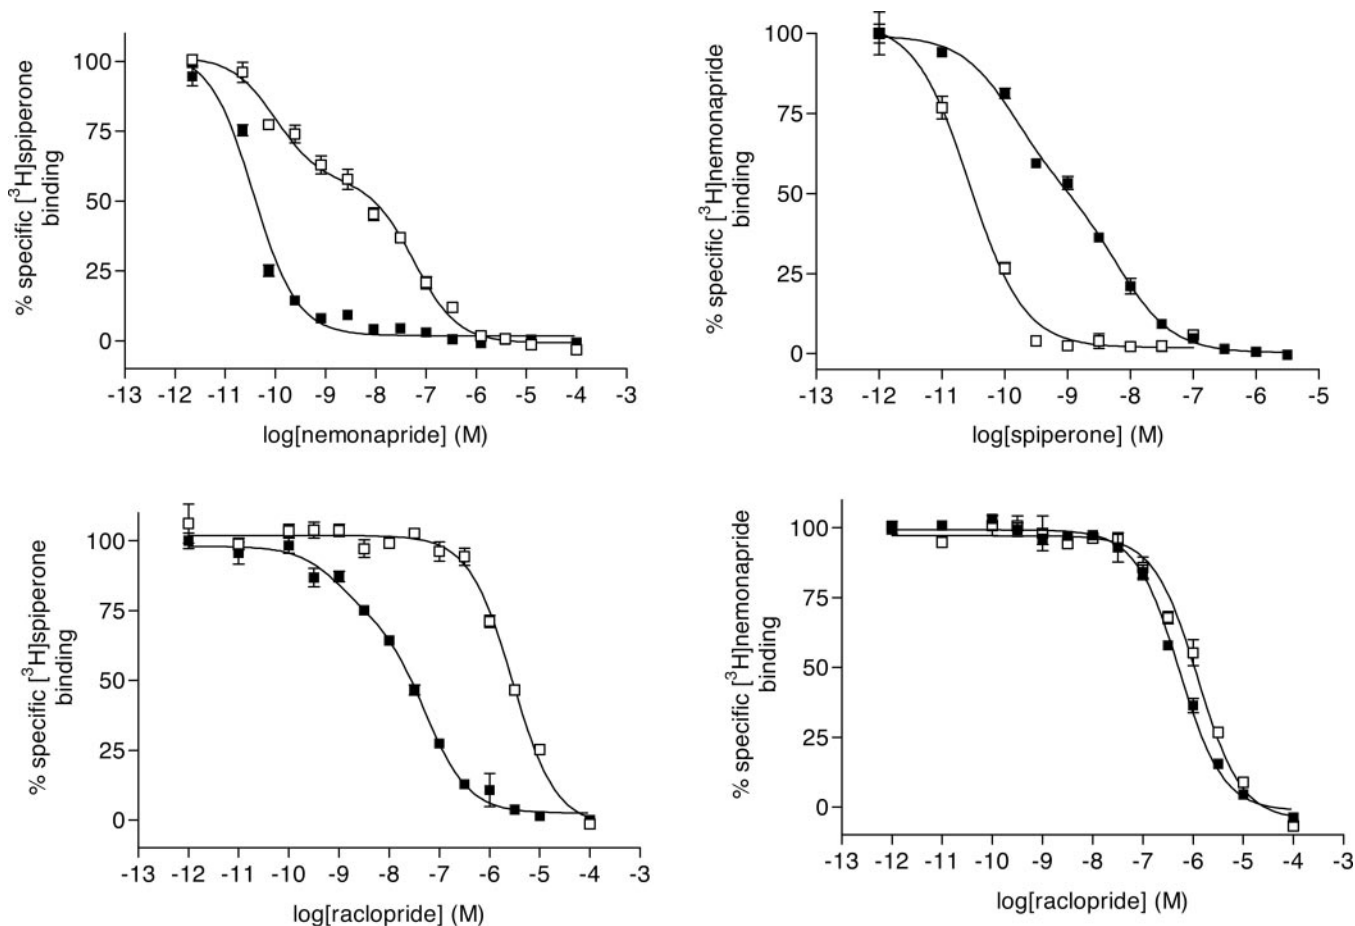 % specific [³H]spiperone
binding
100
75
50
25
0
-13 -12 -11 -10 -9 -8 -7 -6 -5 -4 -3
log[nemonapride] (M)
% specific [³H]nemonapride
binding
100
75
50
25
0
-13 -12 -11 -10 -9 -8 -7 -6 -5
log[spiperone] (M)
% specific [³H]spiperone
binding
100
75
50
25
0
-13 -12 -11 -10 -9 -8 -7 -6 -5 -4 -3
log[raclopride] (M)
% specific [³H]nemonapride
binding
100
75
50
25
0
-13 -12 -11 -10 -9 -8 -7 -6 -5 -4 -3
log[raclopride] (M)